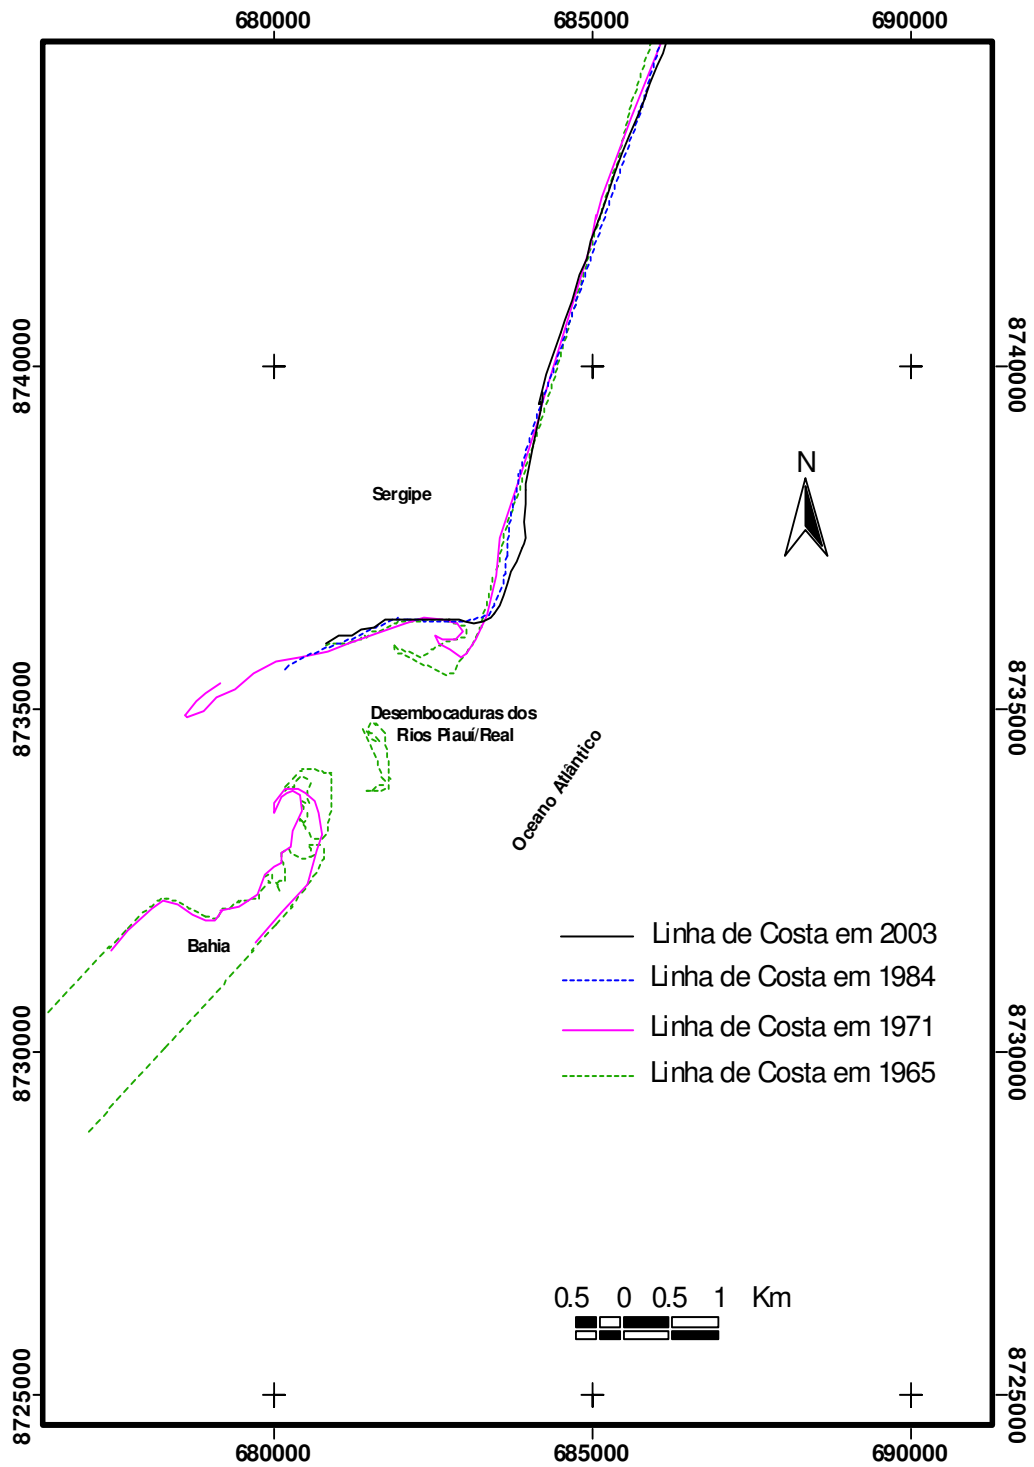 680000 685000 690000
8740000 8740000
N
Sergipe
8735000 8735000
Desembocaduras dos
Rios Piauí/Real
Oceano Atlântico
Bahia
Linha de Costa em 2003
Linha de Costa em 1984
Linha de Costa em 1971
Linha de Costa em 1965
8730000 8730000
0.5 0 0.5 1 Km
8725000 8725000
680000 685000 690000